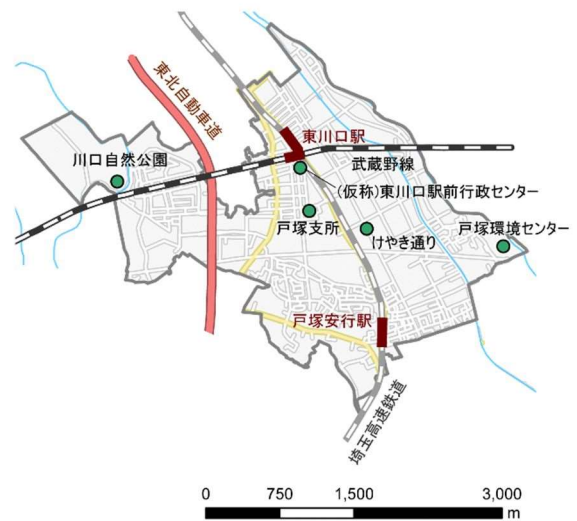 東北自動車道
東川口駅
川口自然公園
武蔵野線
(仮称)東川口駅前行政センター
戸塚支所
けやき通り
戸塚環境センター
戸塚安行駅
埼玉高速鉄道
0 750 1,500 3,000
m